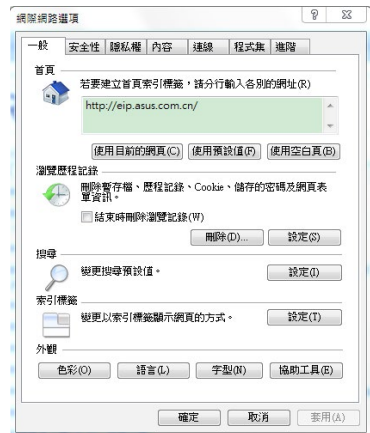 網際網路選項
一般 安全性 隱私權 內容 連線 程式集 進階
首頁
若要建立首頁索引標籤，請分行輸入各別的網址(R)
http://eip.asus.com.cn/
使用目前的網頁(C) 使用預設值(F) 使用空白頁(B)
瀏覽歷程記錄
刪除暫存檔、歷程記錄、Cookie、儲存的密碼及網頁表
單資訊。
結束時刪除瀏覽記錄(W)
刪除(D)... 設定(S)
搜尋
變更搜尋預設值。 設定(I)
索引標籤
變更以索引標籤顯示網頁的方式。 設定(T)
外觀
色彩(O) 語言(L) 字型(N) 協助工具(E)
確定 取消 套用(A)